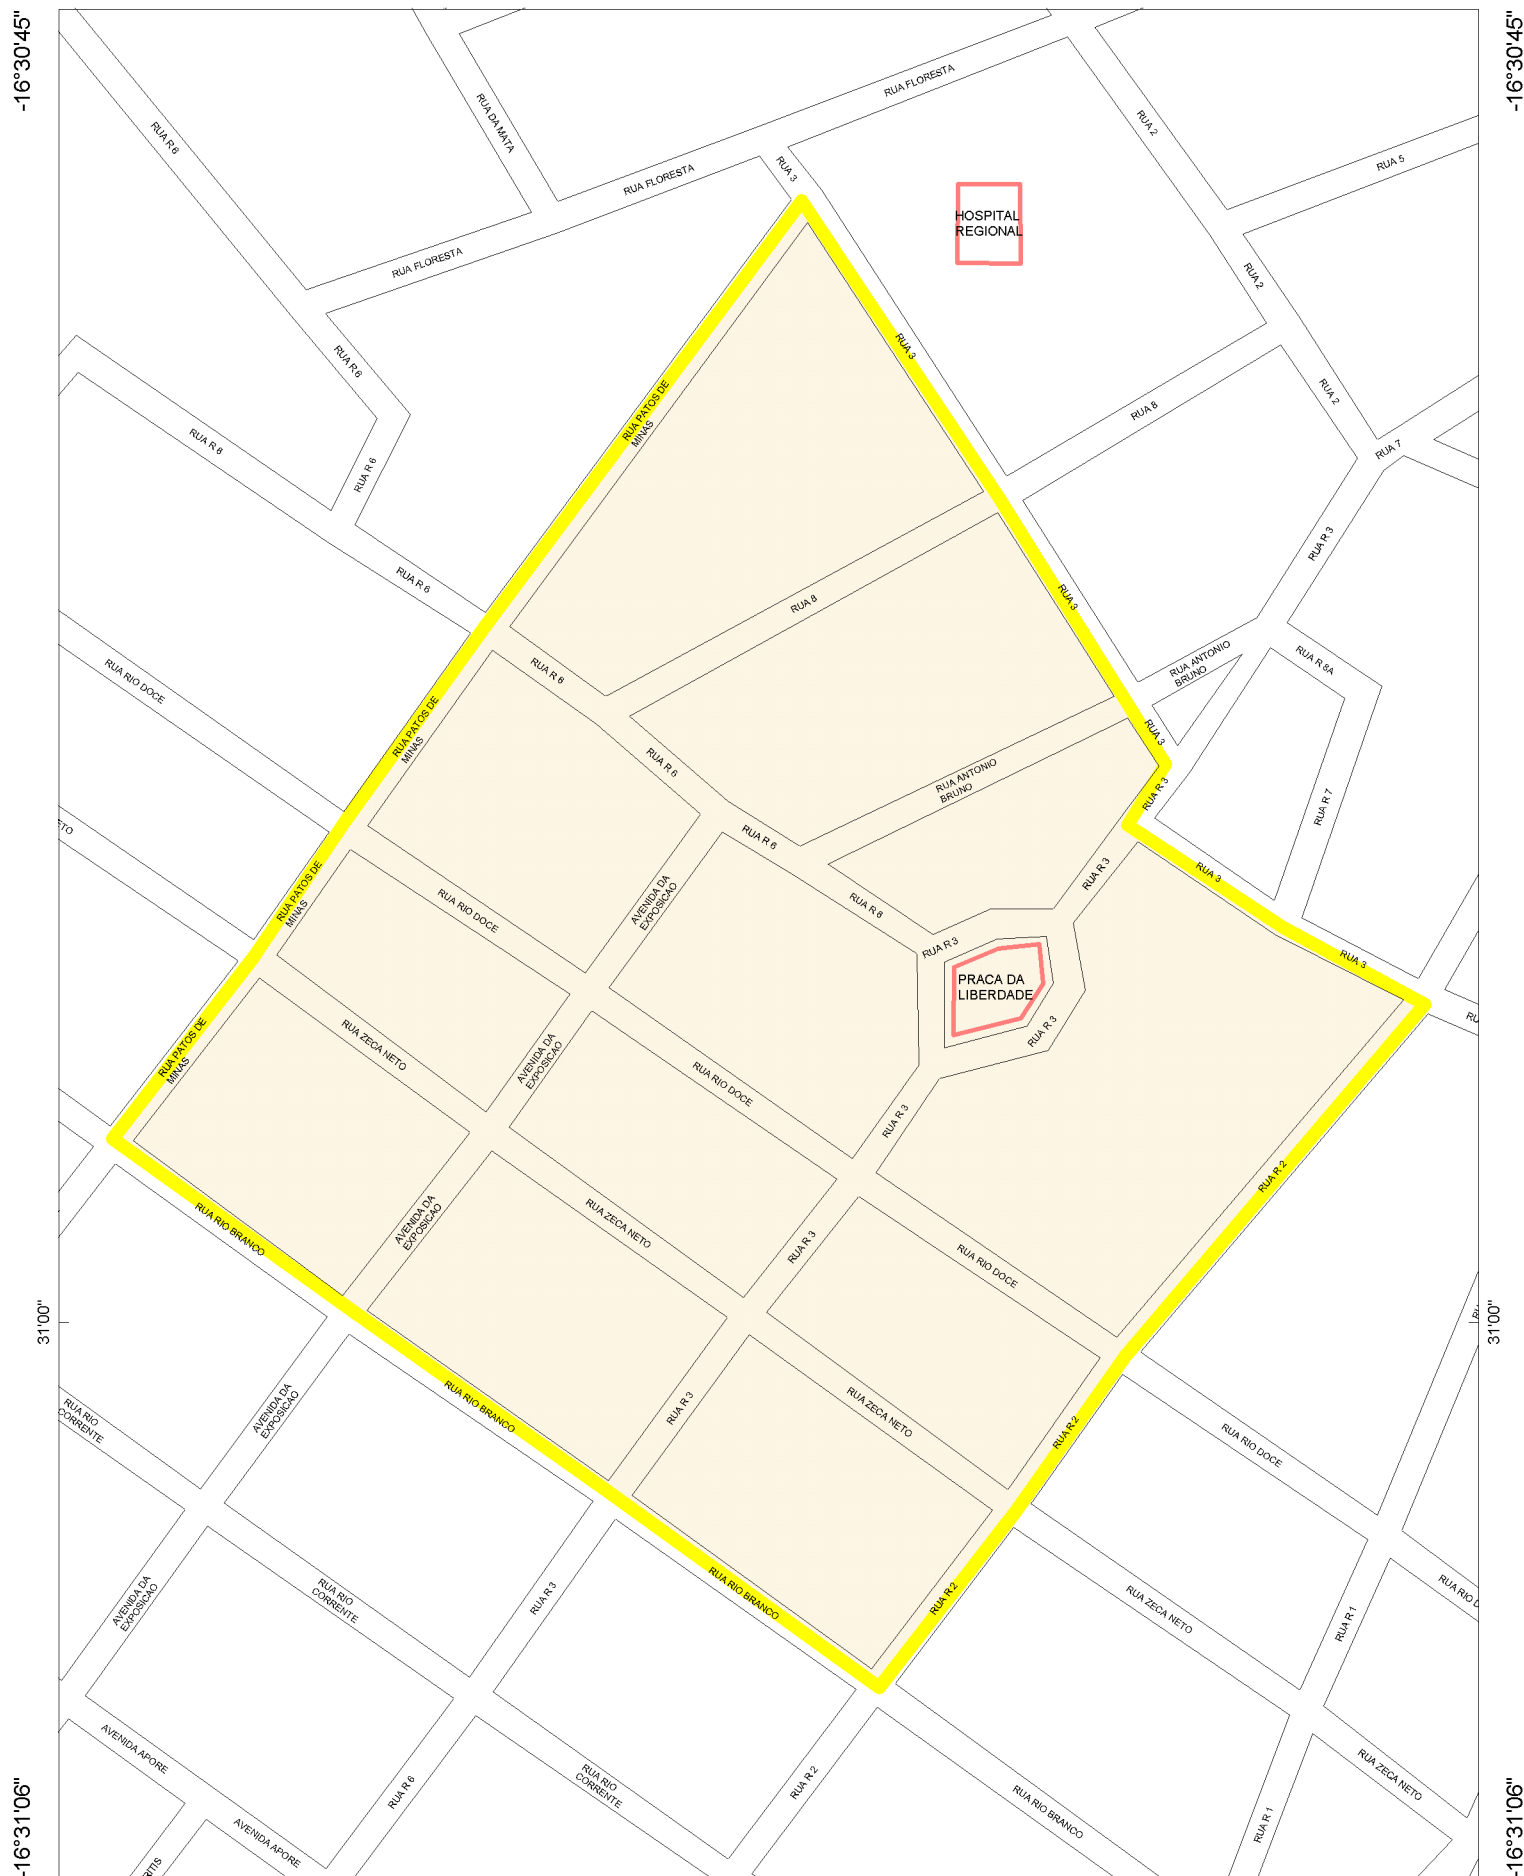 -16°30'45"
-16°30'45"
RUA FLORESTA
RUA DA MATA
RUA 2
RUA R 6
RUA 5
RUA 3
RUA FLORESTA
HOSPITAL
REGIONAL
RUA FLORESTA
RUA 2
RUA 3
RUA R 6
RUA 2
RUA PATOS DE
MINAS
RUA 8
RUA R 6
RUA 7
RUA R 6
RUA R 3
RUA R 6
RUA 3
RUA 8
RUA R 6
RUA ANTONIO
BRUNO
RUA R 8A
RUA RIO DOCE
RUA PATOS DE
MINAS
RUA 3
RUA R 6
RUA ANTONIO
BRUNO
RUA R 3
RUA R 7
ETO
RUA R 6
RUA 3
RUA R 3
RUA PATOS DE
MINAS
RUA RIO DOCE
AVENIDA DA
EXPOSICAO
RUA R 6
RUA R 3
RUA 3
PRACA DA
LIBERDADE
RU
RUA R 3
RUA PATOS DE
MINAS
RUA ZECA NETO
AVENIDA DA
EXPOSICAO
RUA RIO DOCE
RUA R 3
RUA R 2
RUA RIO BRANCO
AVENIDA DA
EXPOSICAO
RUA ZECA NETO
RUA R 3
RUA RIO DOCE
31'00"
31'00"
RUA RIO
CORRENTE
AVENIDA DA
EXPOSICAO
RUA RIO BRANCO
RUA R 3
RUA ZECA NETO
RUA R 2
RUA RIO DOCE
AVENIDA DA
EXPOSICAO
RUA RIO
CORRENTE
RUA R 3
RUA RIO BRANCO
RUA R 2
RUA ZECA NETO
RUA R 1
RUA RIO D
AVENIDA APORE
RUA R 6
RUA RIO
CORRENTE
RUA R 2
RUA RIO BRANCO
RUA R 1
RUA ZECA NETO
AVENIDA APORE
RITIS
-16°31'06"
-16°31'06"